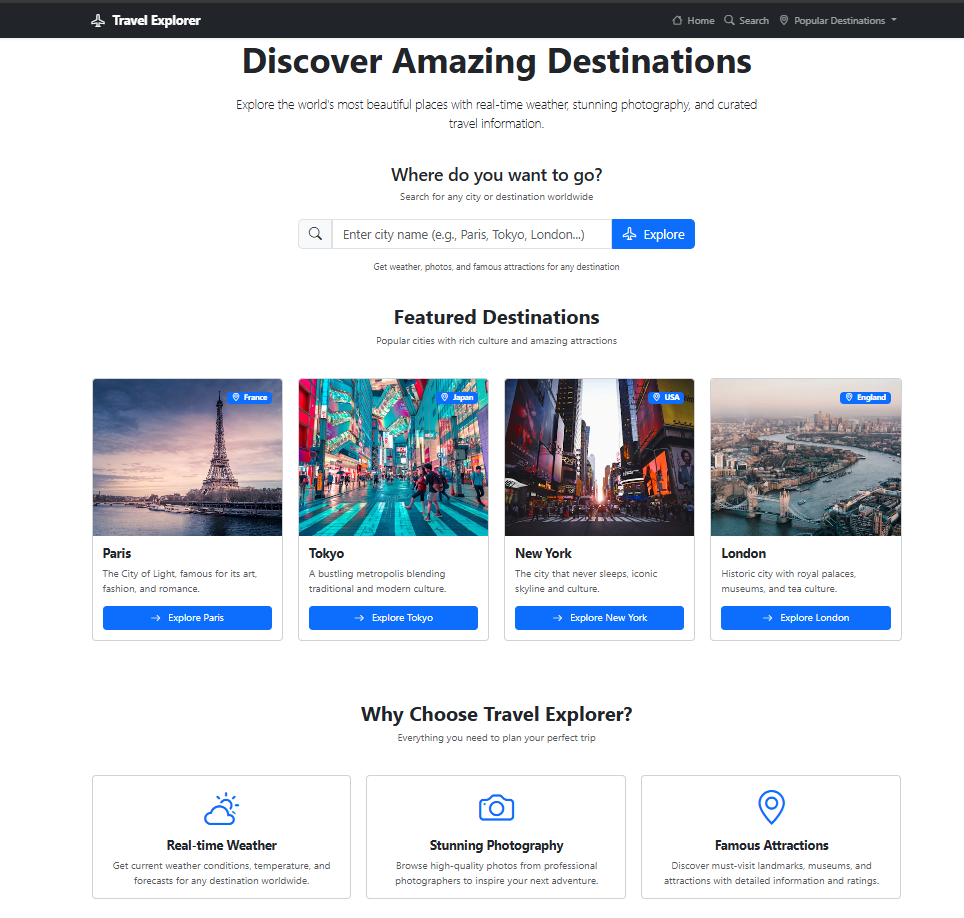 Travel Explorer
Home
Search
Popular Destinations
Discover Amazing Destinations
Explore the world's most beautiful places with real-time weather, stunning photography, and curated
travel information.
Where do you want to go?
Search for any city or destination worldwide
Enter city name (e.g., Paris, Tokyo, London...)
Explore
Get weather, photos, and famous attractions for any destination
Featured Destinations
Popular cities with rich culture and amazing attractions
France
Paris
The City of Light, famous for its art,
fashion, and romance.
Explore Paris
Japan
Tokyo
A bustling metropolis blending
traditional and modern culture.
Explore Tokyo
USA
New York
The city that never sleeps, iconic
skyline and culture.
Explore New York
England
London
Historic city with royal palaces,
museums, and tea culture.
Explore London
Why Choose Travel Explorer?
Everything you need to plan your perfect trip
Real-time Weather
Get current weather conditions, temperature, and
forecasts for any destination worldwide.
Stunning Photography
Browse high-quality photos from professional
photographers to inspire your next adventure.
Famous Attractions
Discover must-visit landmarks, museums, and
attractions with detailed information and ratings.